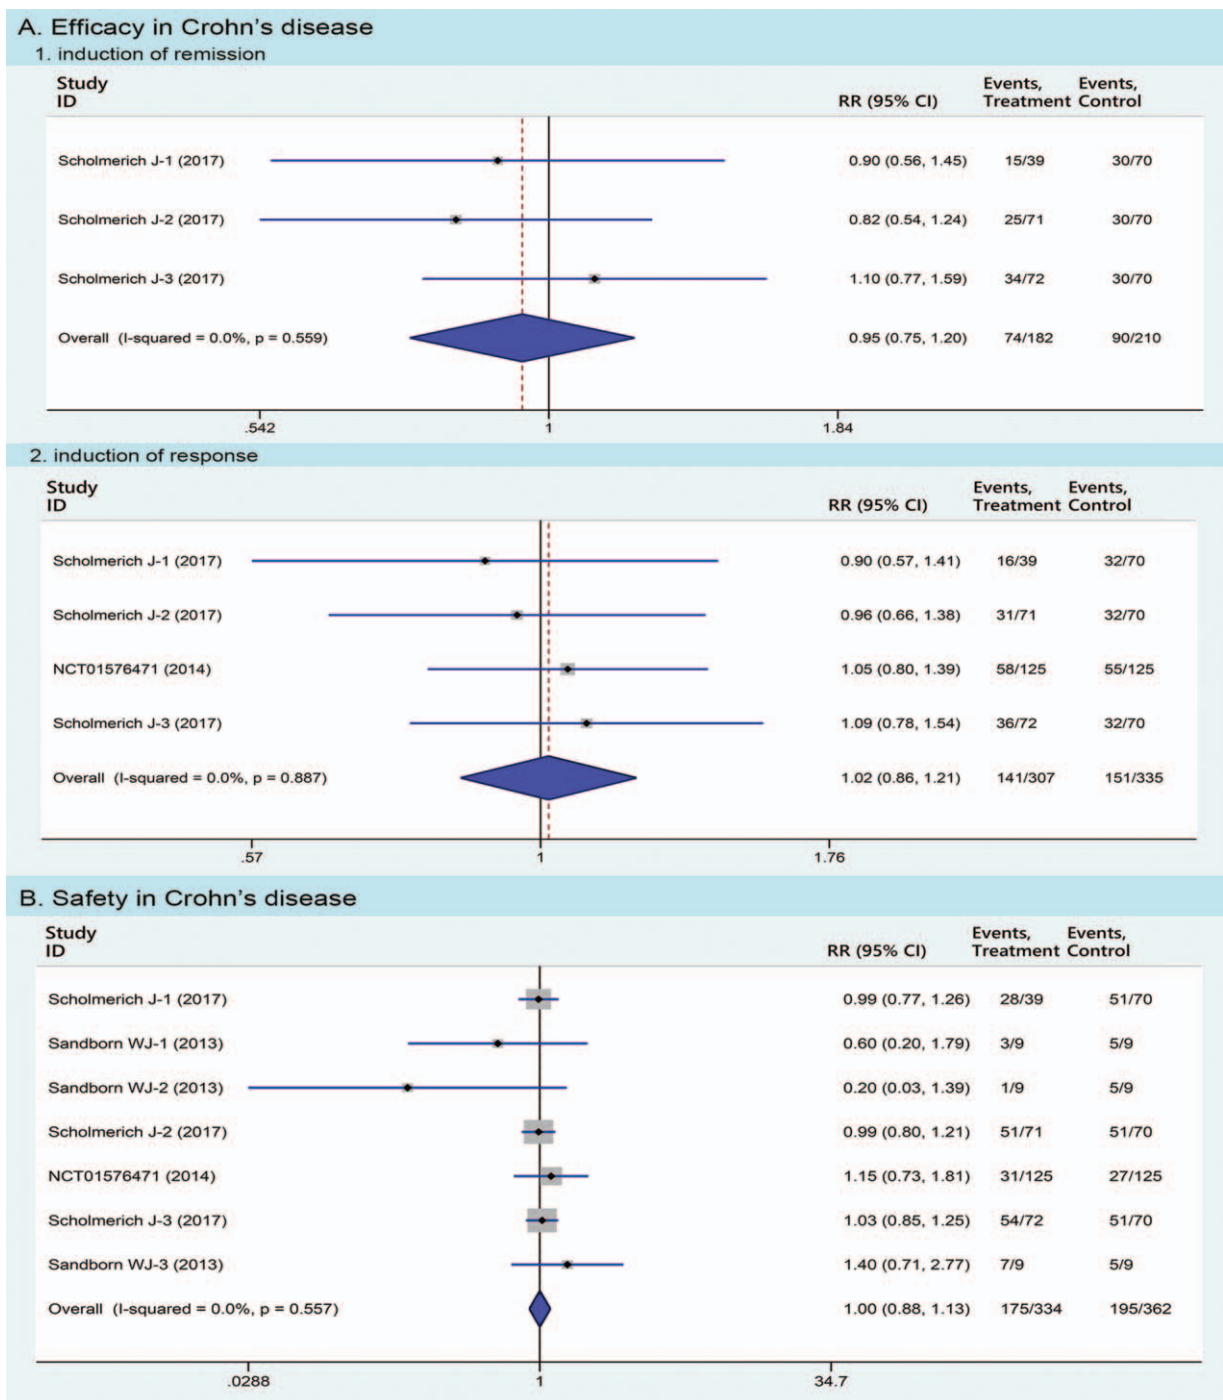 A. Efficacy in Crohn's disease
1. induction of remission
Study
ID
RR (95% CI)
Events,
Treatment
Events,
Control
Scholmerich J-1 (2017) 0.90 (0.56, 1.45) 15/39 30/70
Scholmerich J-2 (2017) 0.82 (0.54, 1.24) 25/71 30/70
Scholmerich J-3 (2017) 1.10 (0.77, 1.59) 34/72 30/70
Overall (I-squared = 0.0%, p = 0.559) 0.95 (0.75, 1.20) 74/182 90/210
.542 1 1.84
2. induction of response
Study
ID
RR (95% CI)
Events,
Treatment
Events,
Control
Scholmerich J-1 (2017) 0.90 (0.57, 1.41) 16/39 32/70
Scholmerich J-2 (2017) 0.96 (0.66, 1.38) 31/71 32/70
NCT01576471 (2014) 1.05 (0.80, 1.39) 58/125 55/125
Scholmerich J-3 (2017) 1.09 (0.78, 1.54) 36/72 32/70
Overall (I-squared = 0.0%, p = 0.887) 1.02 (0.86, 1.21) 141/307 151/335
.57 1 1.76
B. Safety in Crohn's disease
Study
ID
RR (95% CI)
Events,
Treatment
Events,
Control
Scholmerich J-1 (2017) 0.99 (0.77, 1.26) 28/39 51/70
Sandborn WJ-1 (2013) 0.60 (0.20, 1.79) 3/9 5/9
Sandborn WJ-2 (2013) 0.20 (0.03, 1.39) 1/9 5/9
Scholmerich J-2 (2017) 0.99 (0.80, 1.21) 51/71 51/70
NCT01576471 (2014) 1.15 (0.73, 1.81) 31/125 27/125
Scholmerich J-3 (2017) 1.03 (0.85, 1.25) 54/72 51/70
Sandborn WJ-3 (2013) 1.40 (0.71, 2.77) 7/9 5/9
Overall (I-squared = 0.0%, p = 0.557) 1.00 (0.88, 1.13) 175/334 195/362
.0288 1 34.7